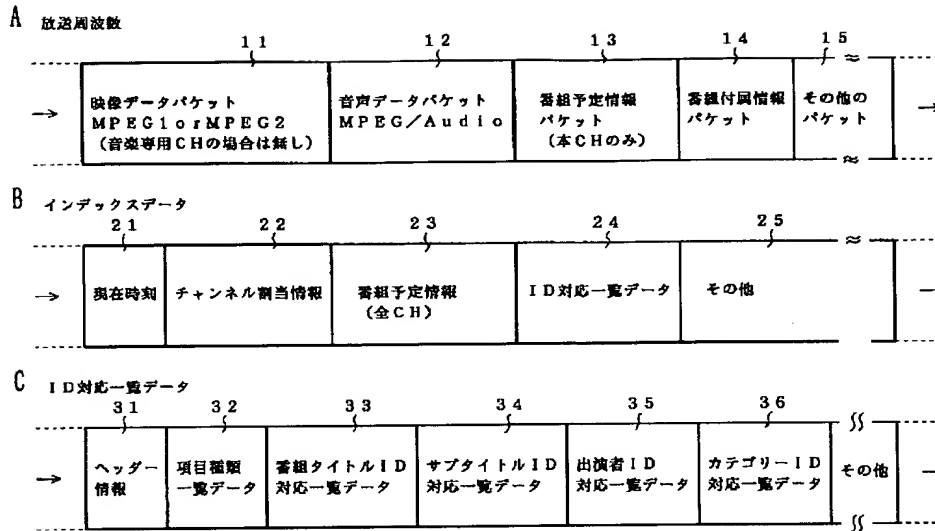 A 放送周波数
11 12 13 14 15
映像データパケット
MPEG1orMPEG2
(音楽専用CHの場合は無し)
音声データパケット
MPEG/Audio
番組予定情報
パケット
(本CHのみ)
番組付属情報
パケット
その他の
パケット
B インデックスデータ
21 22 23 24 25
現在時刻
チャンネル割当情報
番組予定情報
(全CH)
ID対応一覧データ
その他
C ID対応一覧データ
31 32 33 34 35 36
ヘッダー
情報
項目種類
一覧データ
番組タイトルID
対応一覧データ
サブタイトルID
対応一覧データ
出演者ID
対応一覧データ
カテゴリーID
対応一覧データ
その他